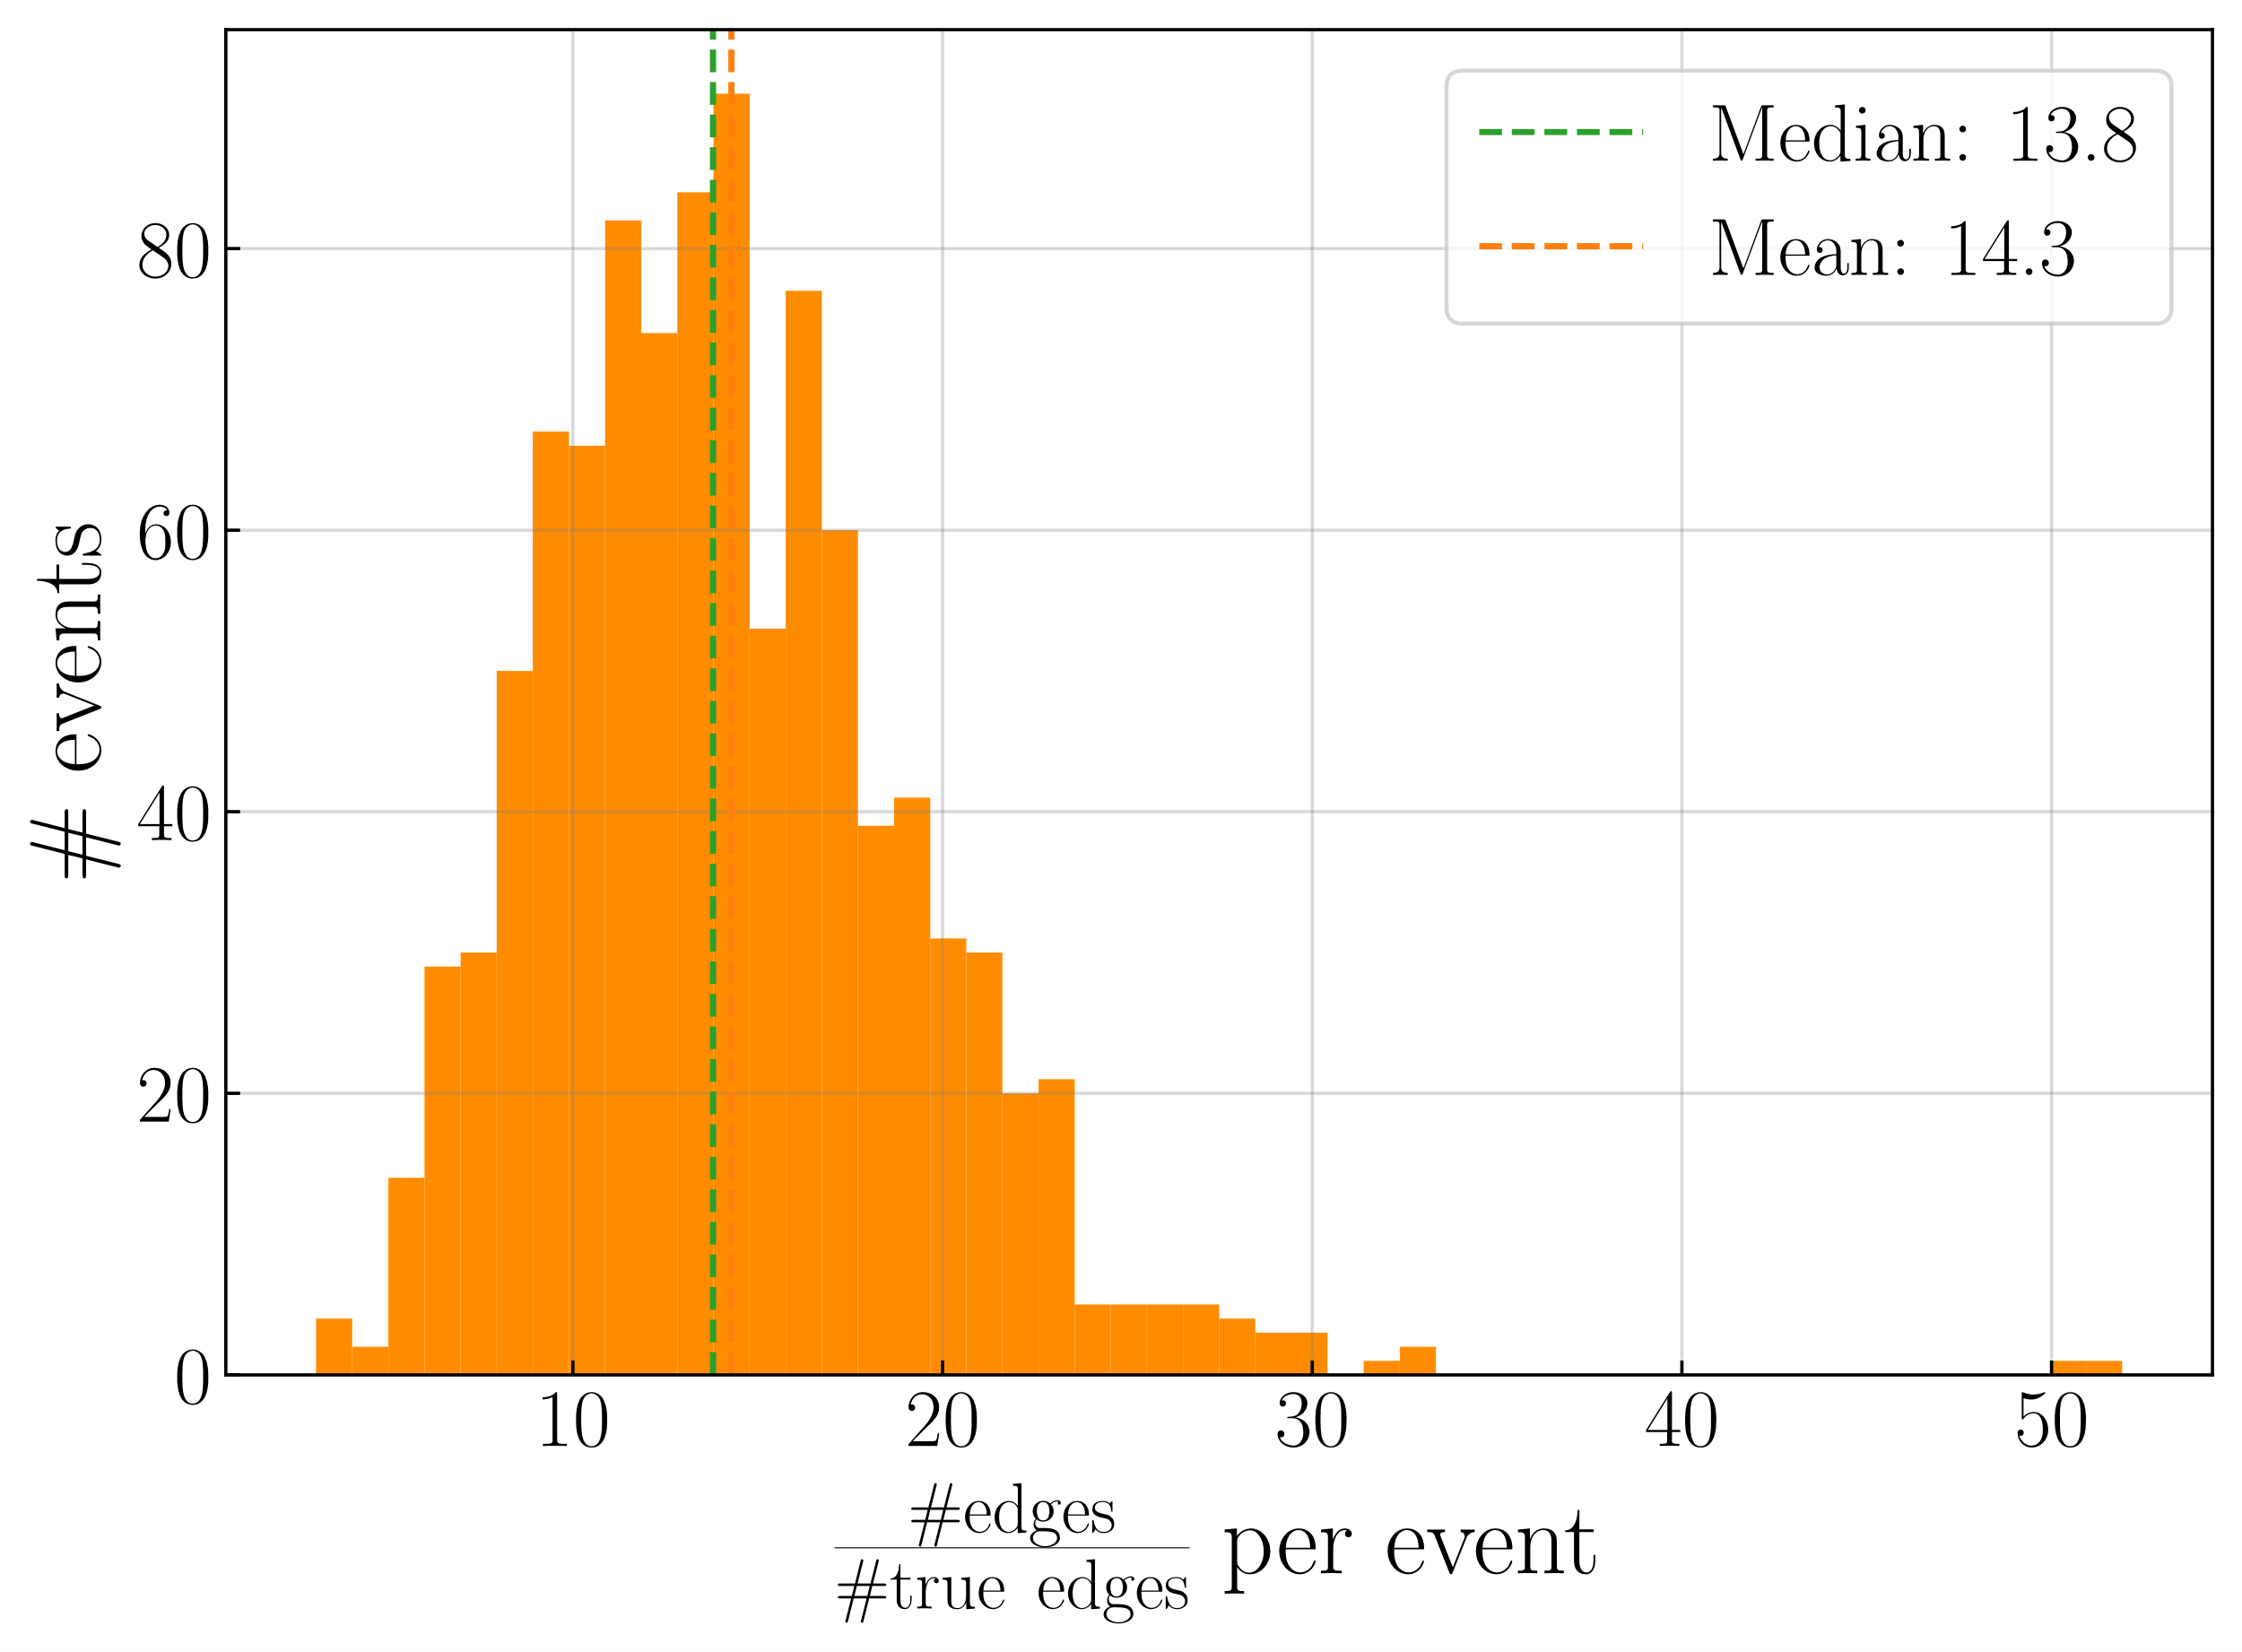 Median: 13.8
Mean: 14.3
80
60
40
20
0
# events
10 20 30 40 50
#edges
#true edges
per event